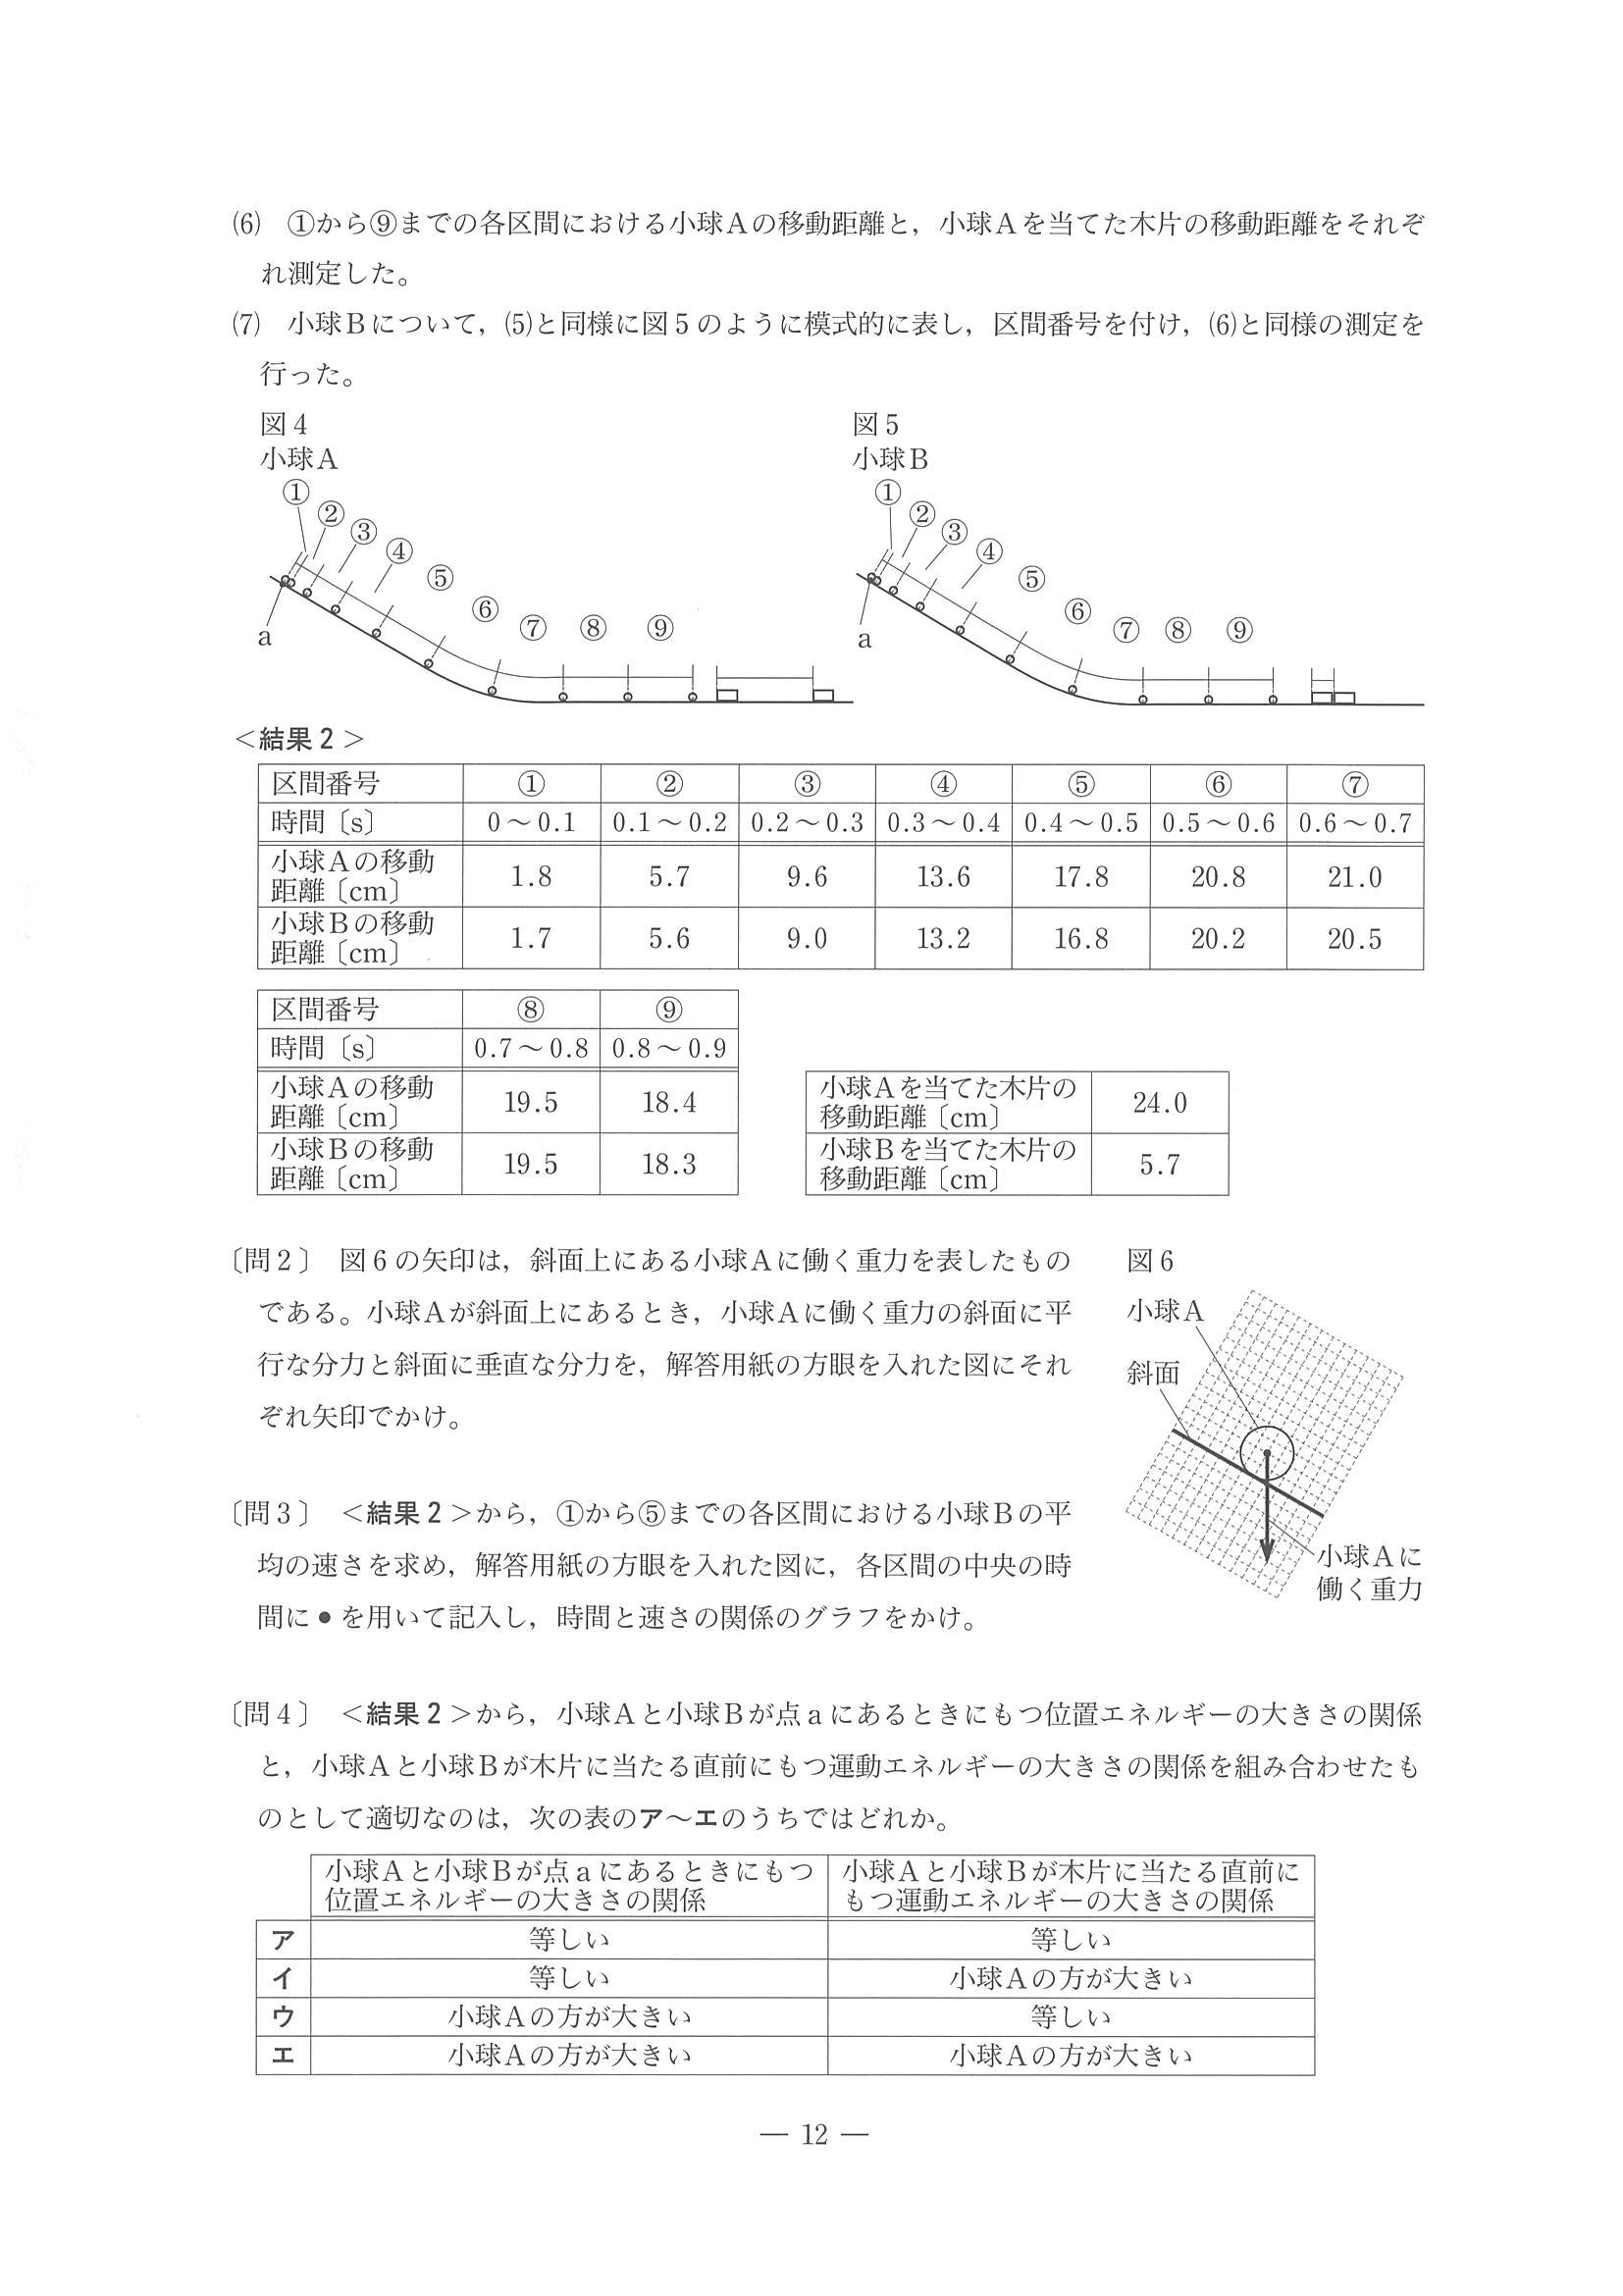 (6) ①から⑨までの各区間における小球Aの移動距離と，小球Aを当てた木片の移動距離をそれぞ
れ測定した。
(7) 小球Bについて，(5)と同様に図5のように模式的に表し，区間番号を付け，(6)と同様の測定を
行った。
図4
小球A
① ② ③ ④ ⑤ ⑥ ⑦ ⑧ ⑨
a
図5
小球B
① ② ③ ④ ⑤ ⑥ ⑦ ⑧ ⑨
a
＜結果2＞
区間番号 ① ② ③ ④ ⑤ ⑥ ⑦
時間〔s〕 0～0.1 0.1～0.2 0.2～0.3 0.3～0.4 0.4～0.5 0.5～0.6 0.6～0.7
小球Aの移動
距離〔cm〕 1.8 5.7 9.6 13.6 17.8 20.8 21.0
小球Bの移動
距離〔cm〕 1.7 5.6 9.0 13.2 16.8 20.2 20.5
区間番号 ⑧ ⑨
時間〔s〕 0.7～0.8 0.8～0.9
小球Aの移動
距離〔cm〕 19.5 18.4
小球Bの移動
距離〔cm〕 19.5 18.3
小球Aを当てた木片の
移動距離〔cm〕 24.0
小球Bを当てた木片の
移動距離〔cm〕 5.7
〔問2〕 図6の矢印は，斜面上にある小球Aに働く重力を表したもの
である。小球Aが斜面上にあるとき，小球Aに働く重力の斜面に平
行な分力と斜面に垂直な分力を，解答用紙の方眼を入れた図にそれ
ぞれ矢印でかけ。
図6
小球A
斜面
小球Aに
働く重力
〔問3〕 ＜結果2＞から，①から⑤までの各区間における小球Bの平
均の速さを求め，解答用紙の方眼を入れた図に，各区間の中央の時
間に●を用いて記入し，時間と速さの関係のグラフをかけ。
〔問4〕 ＜結果2＞から，小球Aと小球Bが点aにあるときにもつ位置エネルギーの大きさの関係
と，小球Aと小球Bが木片に当たる直前にもつ運動エネルギーの大きさの関係を組み合わせたも
のとして適切なのは，次の表のア～エのうちではどれか。
小球Aと小球Bが点aにあるときにもつ
位置エネルギーの大きさの関係
小球Aと小球Bが木片に当たる直前に
もつ運動エネルギーの大きさの関係
ア 等しい 等しい
イ 等しい 小球Aの方が大きい
ウ 小球Aの方が大きい 等しい
エ 小球Aの方が大きい 小球Aの方が大きい
— 12 —